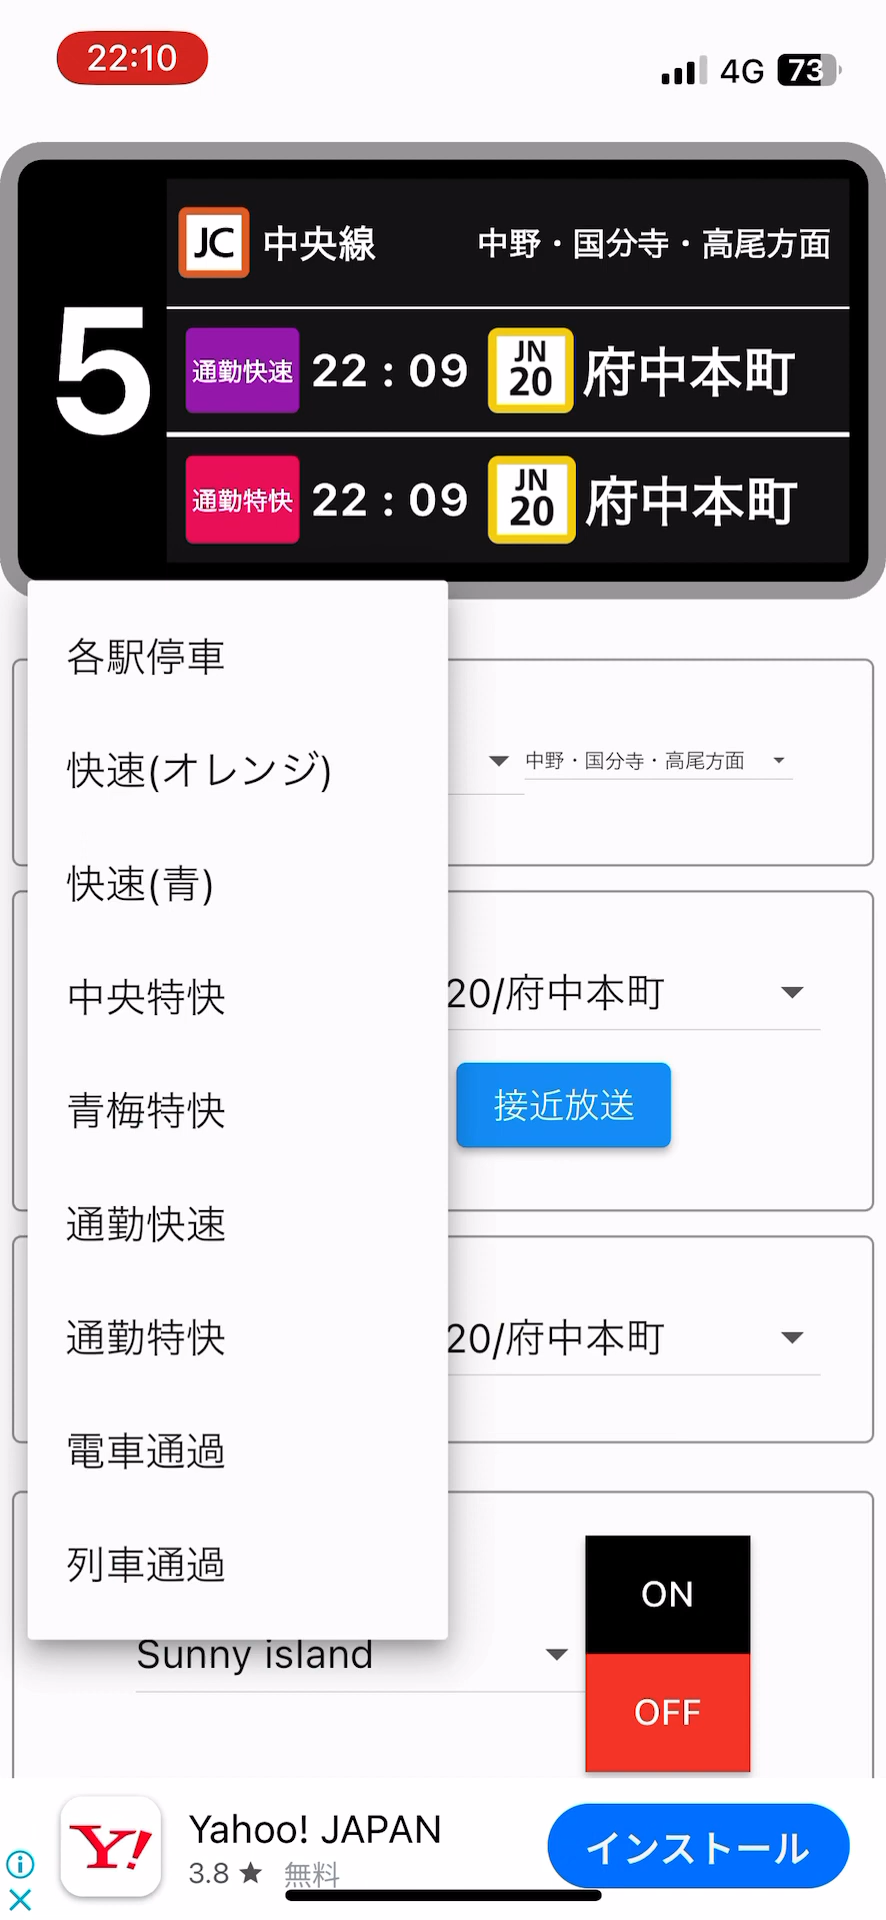 22:10
4G 73
JC 中央線 中野・国分寺・高尾方面
5
通勤快速 22:09 JN 20 府中本町
通勤特快 22:09 JN 20 府中本町
各駅停車
快速(オレンジ)
中野・国分寺・高尾方面
快速(青)
中央特快
20/府中本町
青梅特快
接近放送
通勤快速
通勤特快
20/府中本町
電車通過
列車通過
ON
Sunny island
OFF
Y!
Yahoo! JAPAN
3.8 ★ 無料
インストール